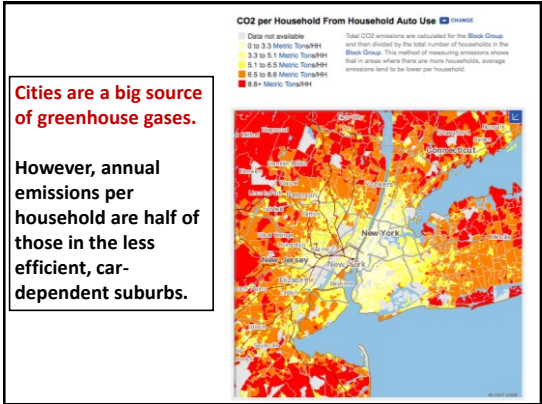 CO2 per Household From Household Auto Use CHANGE
Data not available
0 to 3.3 Metric Tons/HH
3.3 to 5.1 Metric Tons/HH
5.1 to 6.5 Metric Tons/HH
6.5 to 8.6 Metric Tons/HH
8.6+ Metric Tons/HH
Total CO2 emissions are calculated for the Block Group
and then divided by the total number of households in the
Block Group. This method of measuring emissions shows
that in areas where there are more households, average
emissions tend to be lower per household.
Cities are a big source
of greenhouse gases.
However, annual
emissions per
household are half of
those in the less
efficient, car-
dependent suburbs.
Stamford
Connecticut
Yonkers
New York
New Jersey
Newark
Elizabeth
Bayonne